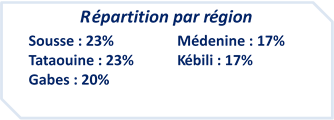 Répartition par région
Sousse : 23%
Tataouine : 23%
Gabes : 20%
Médenine : 17%
Kébili : 17%